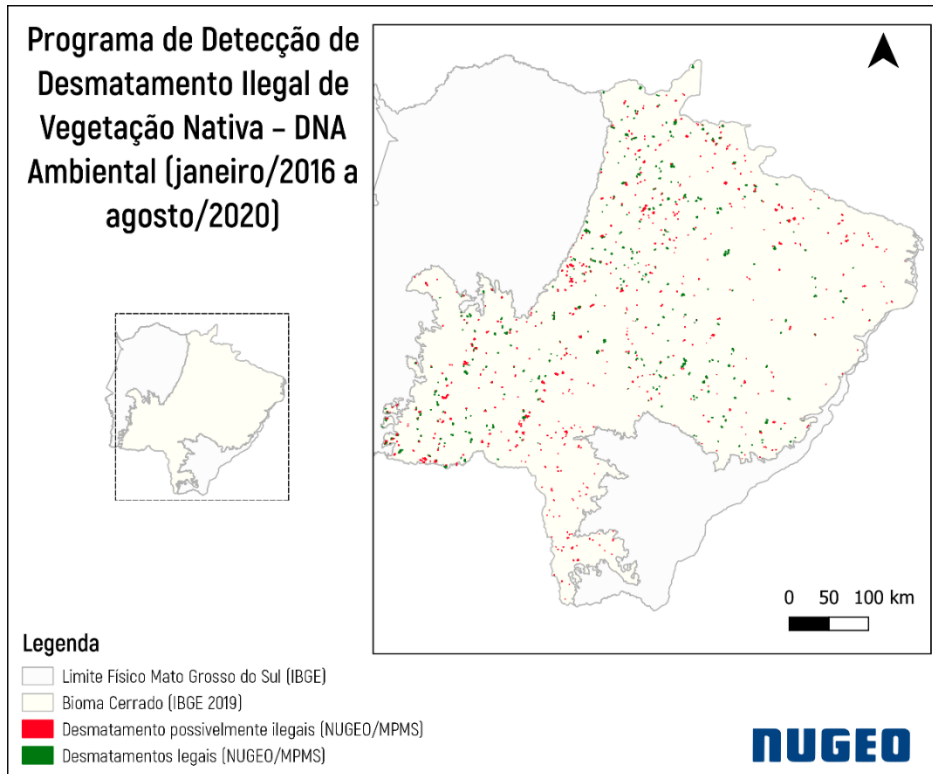 Programa de Detecção de
Desmatamento Ilegal de
Vegetação Nativa – DNA
Ambiental (janeiro/2016 a
agosto/2020)
0 50 100 km
Legenda
Limite Físico Mato Grosso do Sul (IBGE)
Bioma Cerrado (IBGE 2019)
Desmatamento possivelmente ilegais (NUGEO/MPMS)
Desmatamentos legais (NUGEO/MPMS)
NUGEO